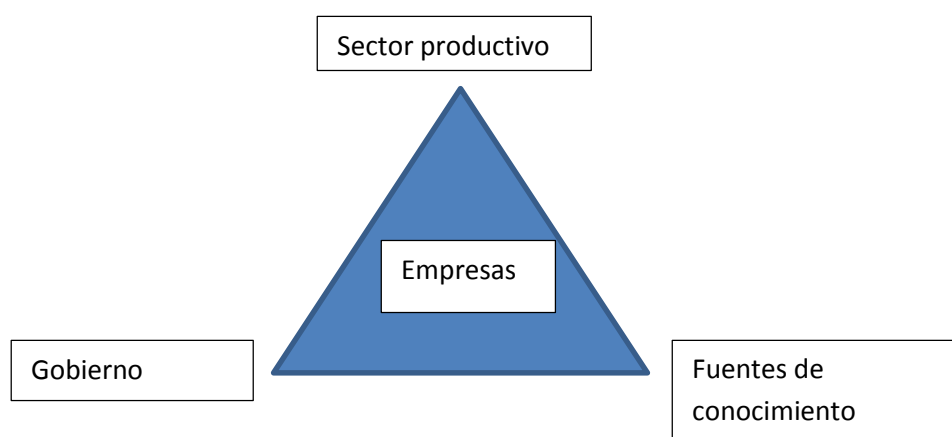 Sector productivo
Empresas
Gobierno
Fuentes de
conocimiento